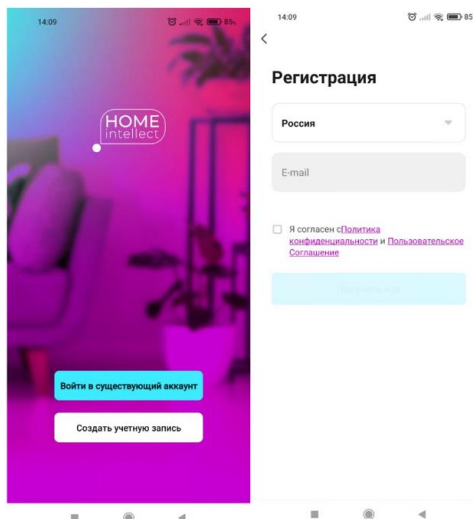 14:09
85%
HOME
intellect
Войти в существующий аккаунт
Создать учетную запись
14:09
85
Регистрация
Россия
E-mail
Я согласен сПолитика
конфиденциальности и Пользовательское
Соглашение